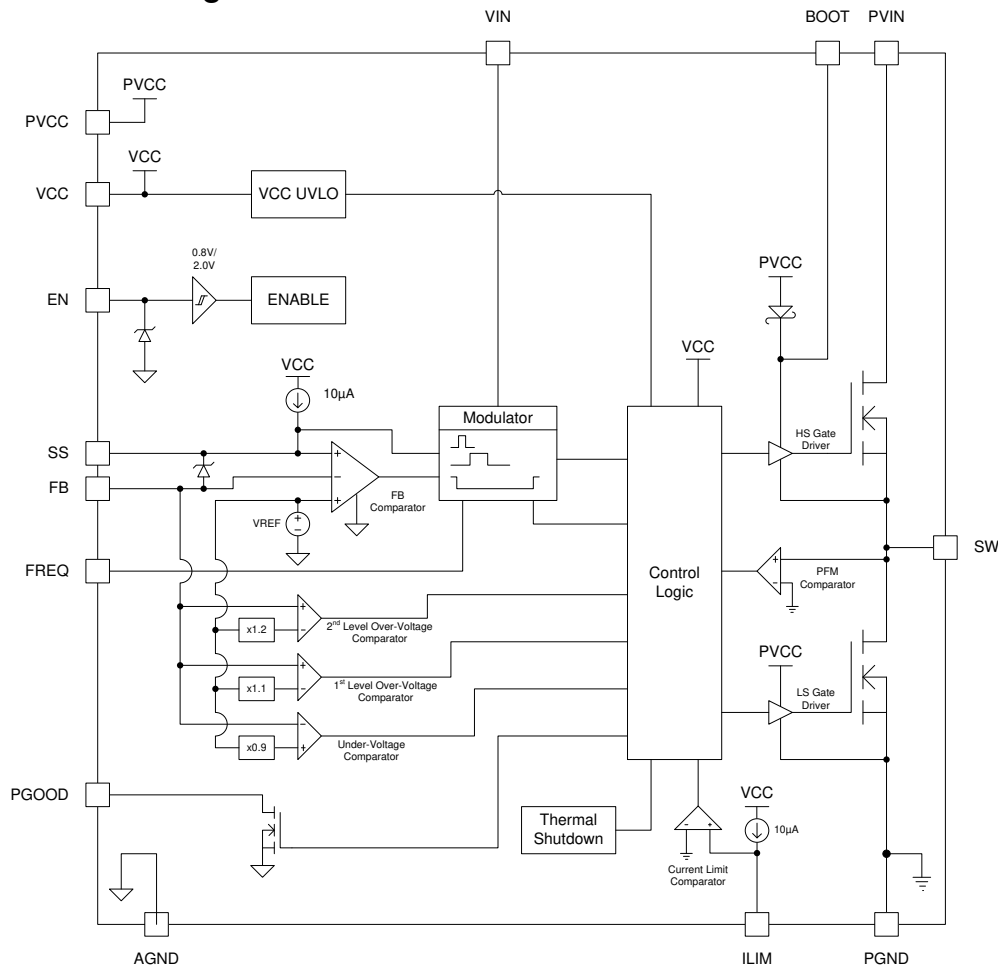 VIN
BOOT
PVIN
PVCC
PVCC
VCC
VCC
VCC UVLO
0.8V/
2.0V
EN
ENABLE
PVCC
VCC
10µA
VCC
Modulator
SS
FB
HS Gate
Driver
FB
Comparator
VREF
SW
FREQ
Control
Logic
PFM
Comparator
x1.2
2nd Level Over-Voltage
Comparator
PVCC
x1.1
1st Level Over-Voltage
Comparator
LS Gate
Driver
x0.9
Under-Voltage
Comparator
PGOOD
Thermal
Shutdown
VCC
10µA
Current Limit
Comparator
AGND
ILIM
PGND